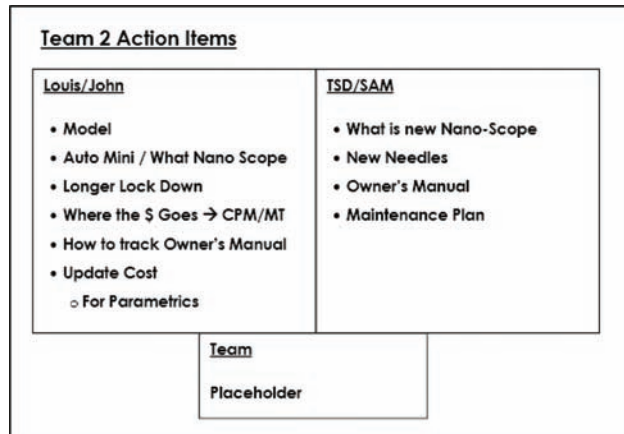 Team 2 Action Items
Louis/John
• Model
• Auto Mini / What Nano Scope
• Longer Lock Down
• Where the $ Goes → CPM/MT
• How to track Owner's Manual
• Update Cost
o For Parametrics
TSD/SAM
• What is new Nano-Scope
• New Needles
• Owner's Manual
• Maintenance Plan
Team
Placeholder